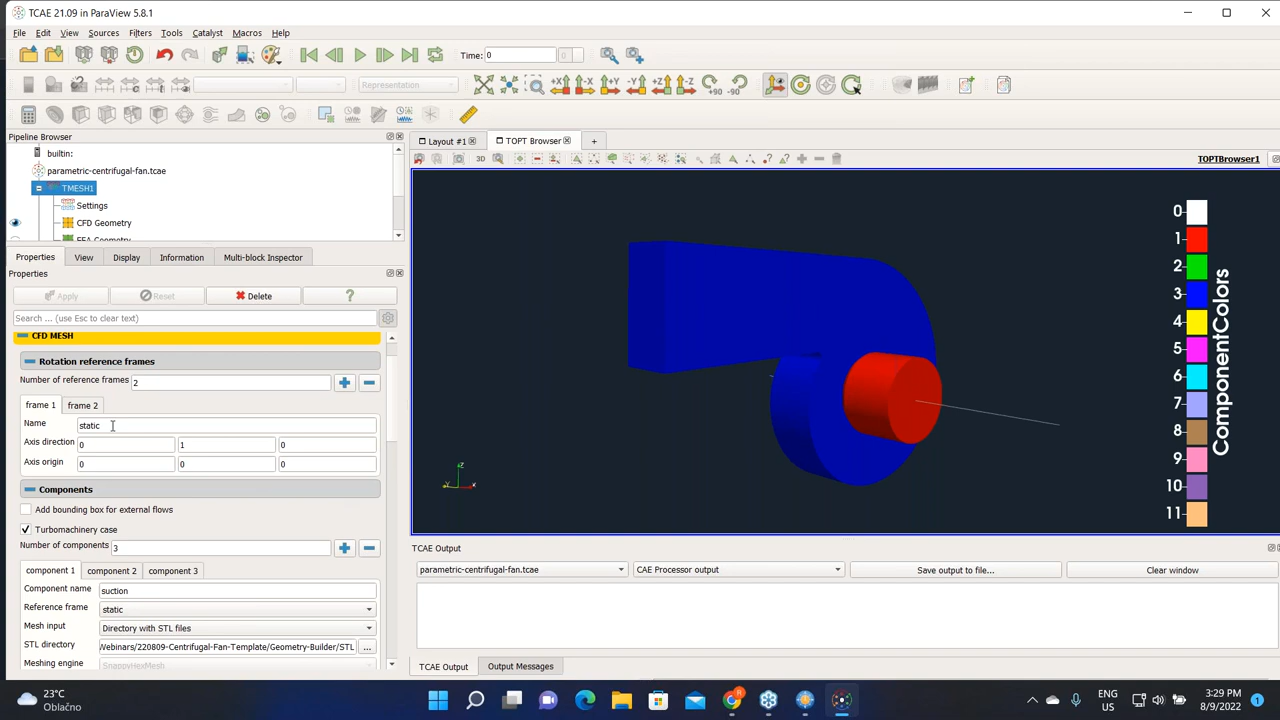 TCAE 21.09 in ParaView 5.8.1
File Edit View Sources Filters Tools Catalyst Macros Help
Time: 0
Representation
+X -X +Y -Y +Z -Z +90 -90
Pipeline Browser
Layout #1 TOPT Browser +
builtin:
3D
TOPTBrowser1
parametric-centrifugal-fan.tcae
TMESH1
Settings
CFD Geometry
FEA Geometry
Properties View Display Information Multi-block Inspector
Properties
Apply Reset Delete ?
Search ... (use Esc to clear text)
CFD MESH
Rotation reference frames
Number of reference frames 2
frame 1 frame 2
Name static
Axis direction 0 1 0
Axis origin 0 0 0
Components
Add bounding box for external flows
Turbomachinery case
Number of components 3
component 1 component 2 component 3
Component name suction
Reference frame static
Mesh input Directory with STL files
STL directory Webinars/220809-Centrifugal-Fan-Template/Geometry-Builder/STL ...
Meshing engine SnappyHexMesh
0
1
2
3
4
5
6
7
8
9
10
11
ComponentColors
Z
Y X
TCAE Output
parametric-centrifugal-fan.tcae CAE Processor output Save output to file... Clear window
TCAE Output Output Messages
23°C
Oblačno
ENG
US
3:29 PM
8/9/2022
1